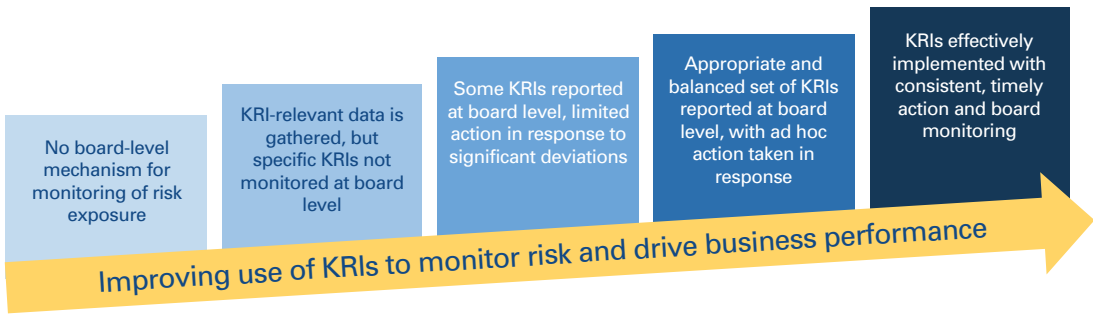 No board-level
mechanism for
monitoring of risk
exposure
KRI-relevant data is
gathered, but
specific KRIs not
monitored at board
level
Some KRIs reported
at board level, limited
action in response to
significant deviations
Appropriate and
balanced set of KRIs
reported at board
level, with ad hoc
action taken in
response
KRIs effectively
implemented with
consistent, timely
action and board
monitoring
Improving use of KRIs to monitor risk and drive business performance